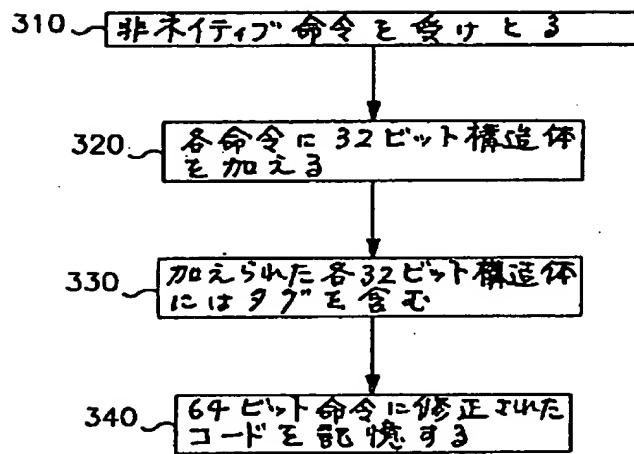 310
非ネイティブ命令を受けとる
320
各命令に32ビット構造体
を加える
330
加えられた各32ビット構造体
にはタグを含む
340
64ビット命令に修正された
コードを記憶する